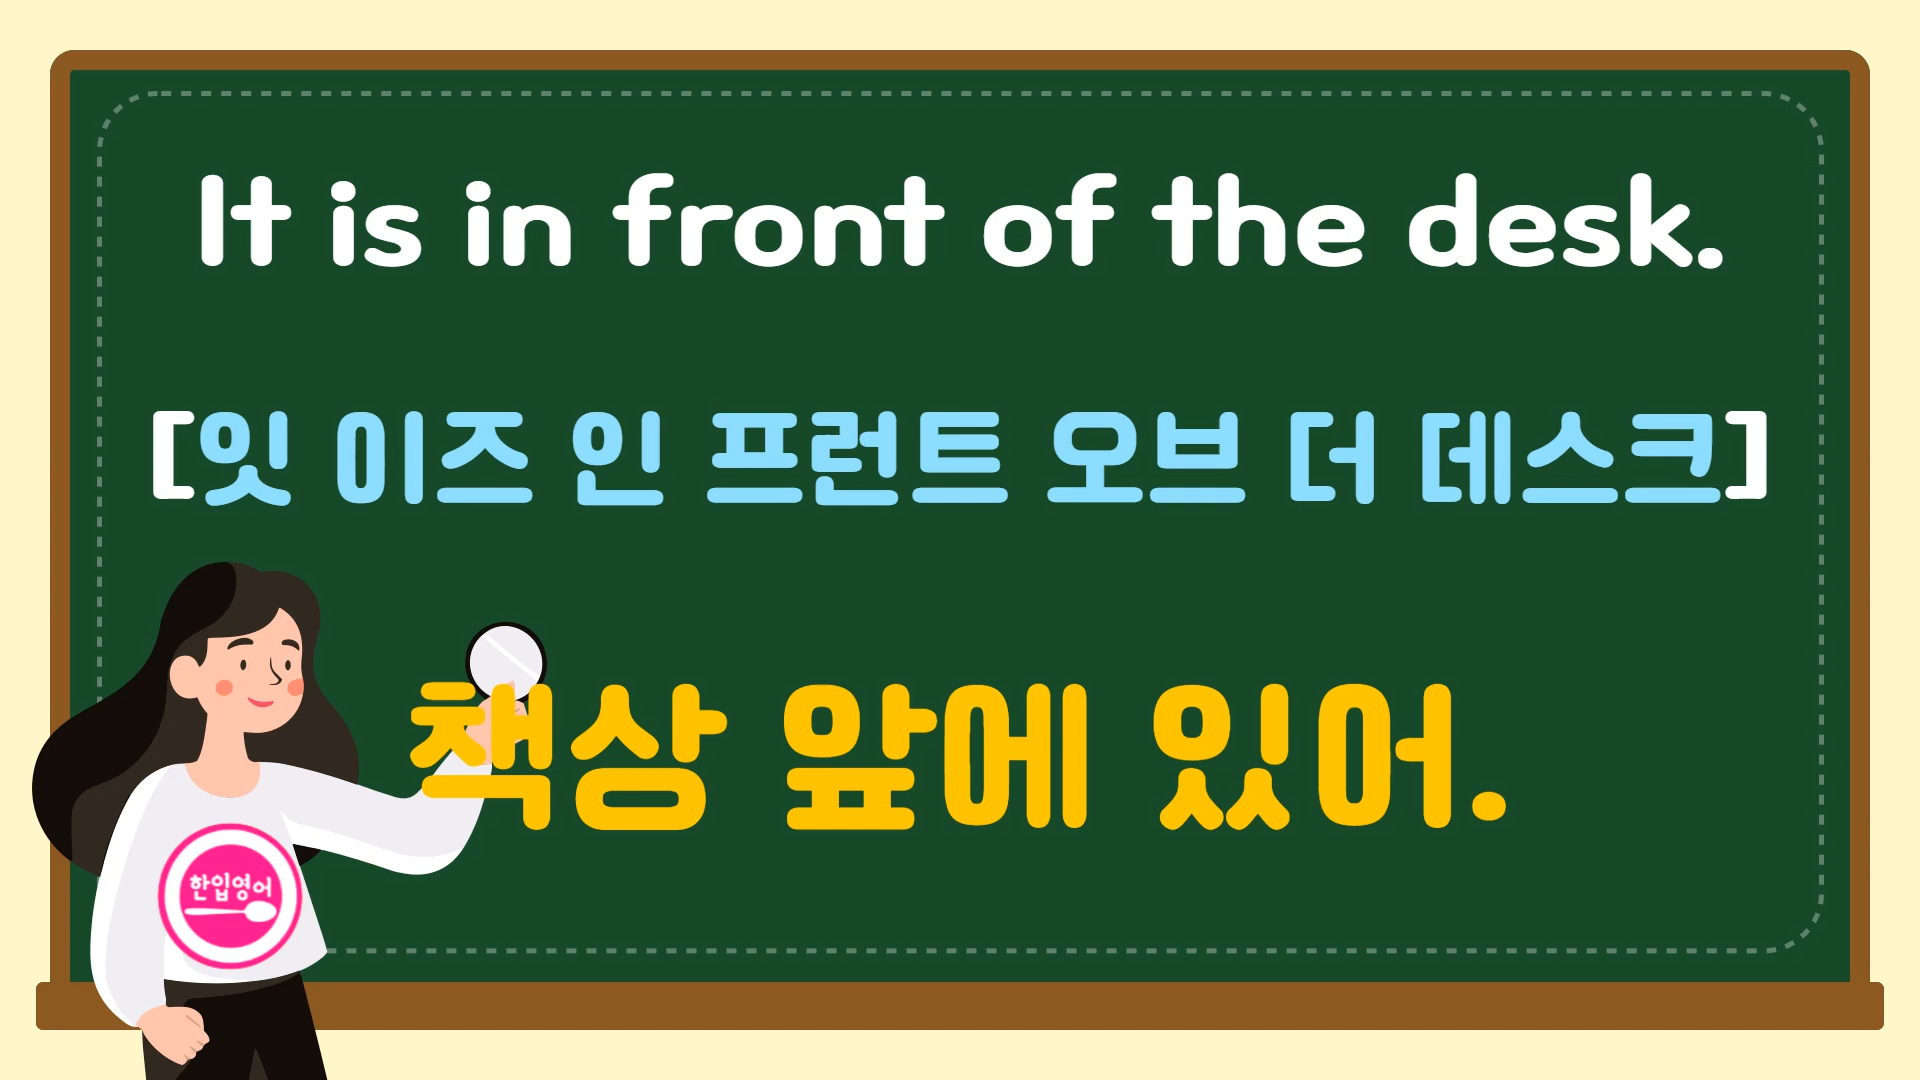 It is in front of the desk.
[잇 이즈 인 프런트 오브 더 데스크]
책상 앞에 있어.
한입영어